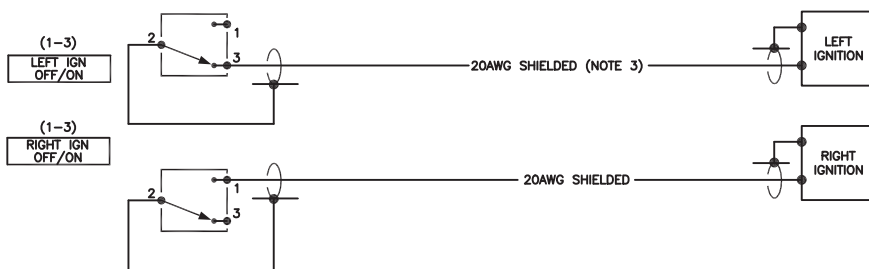 (1-3)
LEFT IGN
OFF/ON
2
1
3
20AWG SHIELDED (NOTE 3)
LEFT
IGNITION
(1-3)
RIGHT IGN
OFF/ON
2
1
3
20AWG SHIELDED
RIGHT
IGNITION